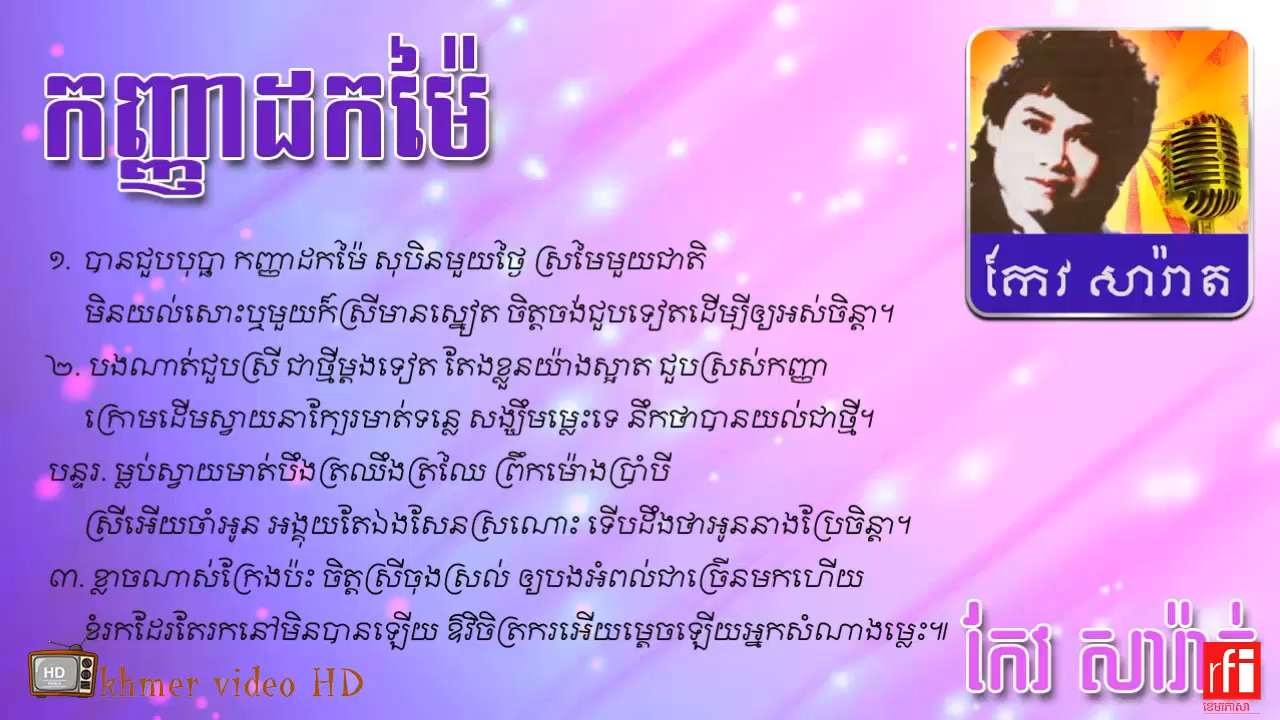 កញ្ញាដកម៉ៃ
កែវ សារ៉ាត
១. បានជួបបុប្ផា កញ្ញាដកម៉ៃ សុបិនមួយថ្ងៃ ស្រមៃមួយជាតិ
មិនយល់សោះឬមួយក៏ស្រីមានស្នៀត ចិត្តចង់ជួបទៀតដើម្បីឲ្យអស់ចិន្តា។
២. បងណាត់ជួបស្រី ជាថ្មីម្តងទៀត តែងខ្លួនយ៉ាងស្អាត ជួបស្រស់កញ្ញា
ក្រោមដើមស្វាយនាក្បែរមាត់ទន្លេ សង្ឃឹមម្លេះទេ នឹកថាបានយល់ជាថ្មី។
បន្ទរ. ម្លប់ស្វាយមាត់បឹងត្រឈឹងត្រឈៃ ព្រឹកម៉ោងប្រាំបី
ស្រីអើយចាំអូន អង្គុយតែឯងសែនស្រណោះ ទើបដឹងថាអូននាងប្រែចិន្តា។
៣. ខ្លាចណាស់ក្រែងប៉ះ ចិត្តស្រីចុងស្រល់ ឲ្យបងអំពល់ជាច្រើនមកហើយ
ខំរកដែរតែរកនៅមិនបានឡើយ ឱវិចិត្រករអើយម្តេចឡើយអ្នកសំណាងម្លេះ៕
HD
khmer video HD
កែវ សារ៉ាត់
rfi
ខេមរភាសា